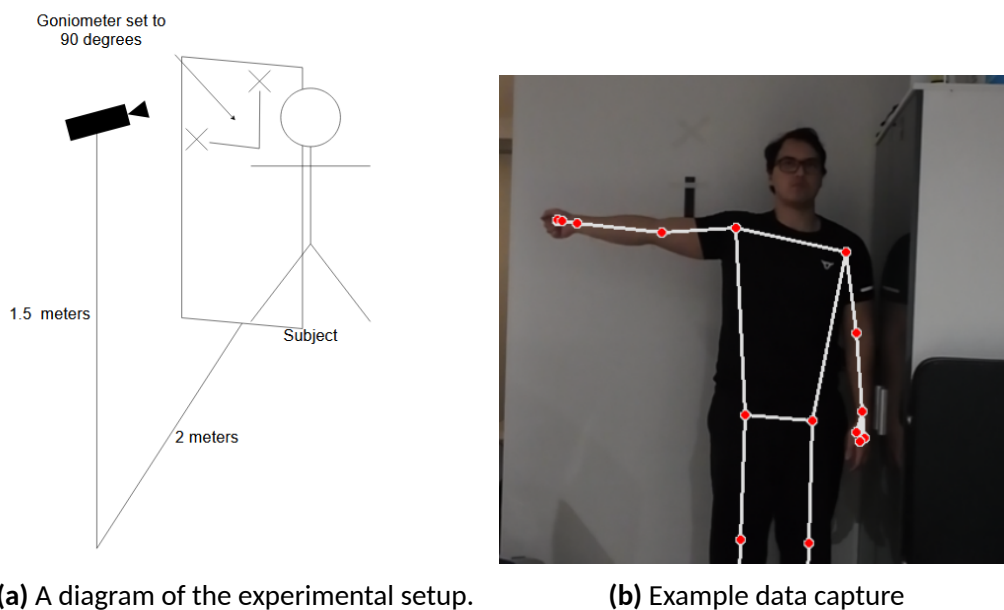 Goniometer set to
90 degrees
1.5 meters
Subject
2 meters
(a) A diagram of the experimental setup.
(b) Example data capture